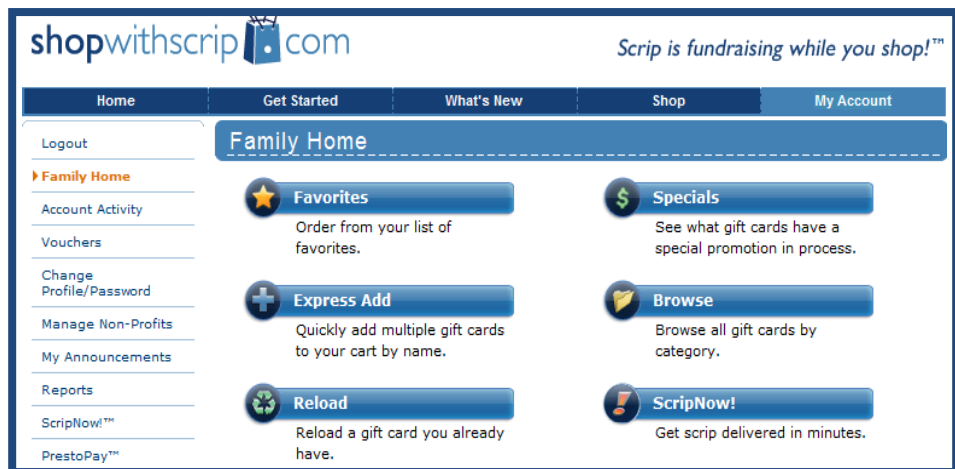 shopwithscrip.com
Scrip is fundraising while you shop!™
Home Get Started What's New Shop My Account
Logout
Family Home
Account Activity
Vouchers
Change
Profile/Password
Manage Non-Profits
My Announcements
Reports
ScripNow!™
PrestoPay™
Family Home
Favorites
Order from your list of
favorites.
Specials
See what gift cards have a
special promotion in process.
Express Add
Quickly add multiple gift cards
to your cart by name.
Browse
Browse all gift cards by
category.
Reload
Reload a gift card you already
have.
ScripNow!
Get scrip delivered in minutes.